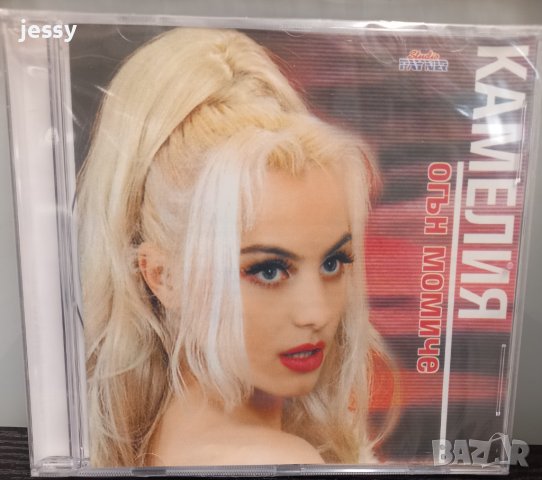 jessy
Studio
PAYNER
КАМЕЛИЯ
ОГЪН МОМИЧЕ
BAZAR